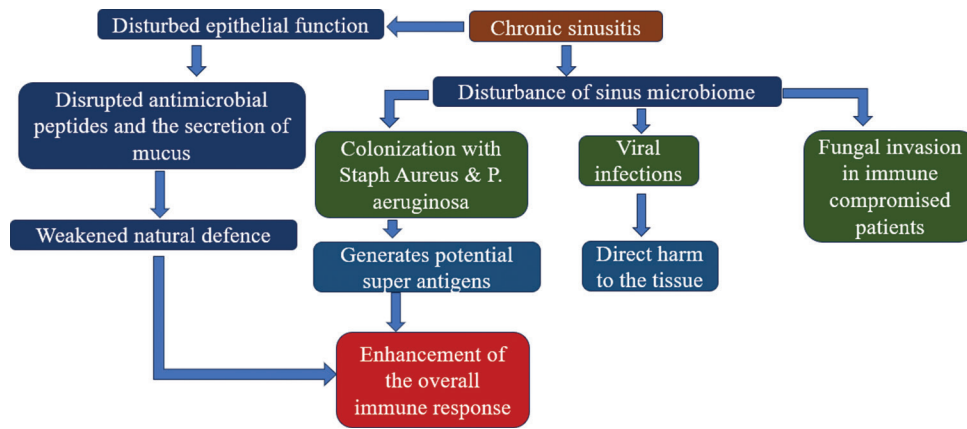 Disturbed epithelial function
Chronic sinusitis
Disrupted antimicrobial
peptides and the secretion of
mucus
Disturbance of sinus microbiome
Colonization with
Staph Aureus & P.
aeruginosa
Viral
infections
Fungal invasion
in immune
compromised
patients
Weakened natural defence
Generates potential
super antigens
Direct harm
to the tissue
Enhancement of
the overall
immune response